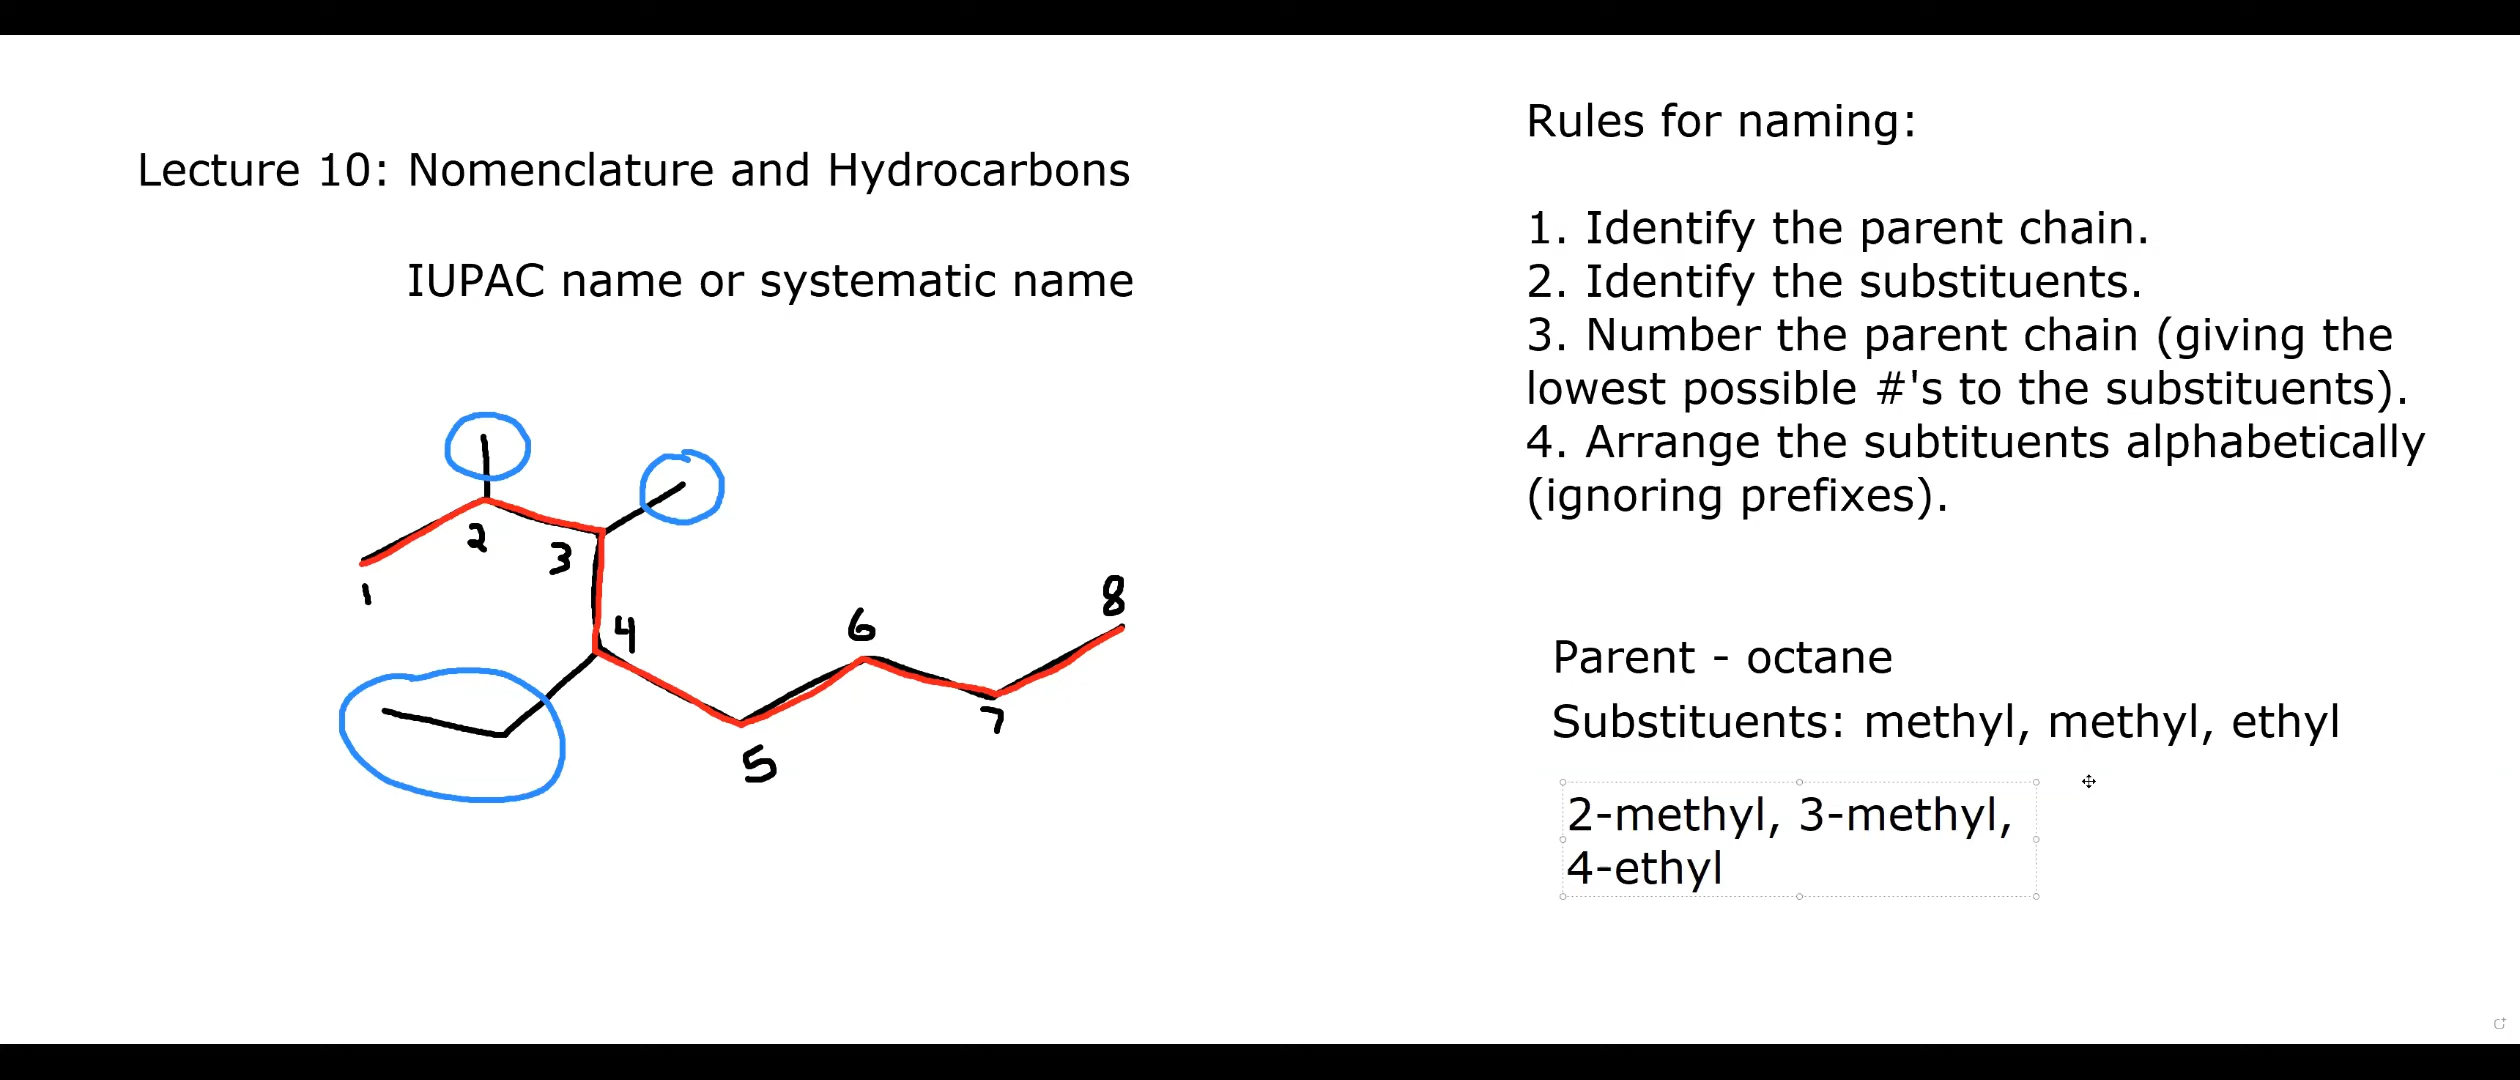 Lecture 10: Nomenclature and Hydrocarbons
IUPAC name or systematic name
1
2
3
4
5
6
7
8
Rules for naming:
1. Identify the parent chain.
2. Identify the substituents.
3. Number the parent chain (giving the
lowest possible #'s to the substituents).
4. Arrange the subtituents alphabetically
(ignoring prefixes).
Parent - octane
Substituents: methyl, methyl, ethyl
2-methyl, 3-methyl,
4-ethyl